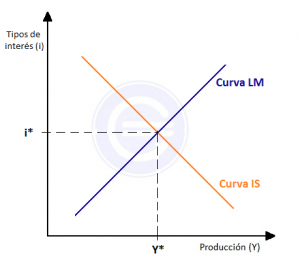 Tipos de
interés (i)
Curva LM
i*
Curva IS
Y*
Producción (Y)